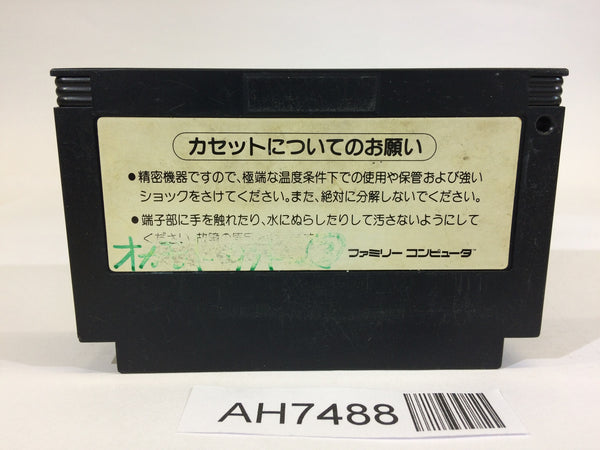 カセットについてのお願い
●精密機器ですので、極端な温度条件下での使用や保管および強い
ショックをさけてください。また、絶対に分解しないでください。
●端子部に手を触れたり、水にぬらしたりして汚さないようにして
ください
ファミリー コンピュータ
AH7488